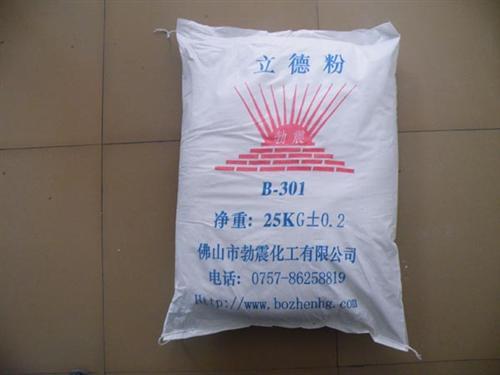 立德粉
勃震
B-301
净重：25KG±0.2
佛山市勃震化工有限公司
电话：0757-86258819
Http://www.bozhenhg.com